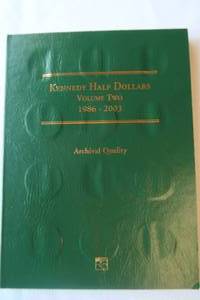 Kennedy Half Dollars
Volume Two
1986 - 2003
Archival Quality